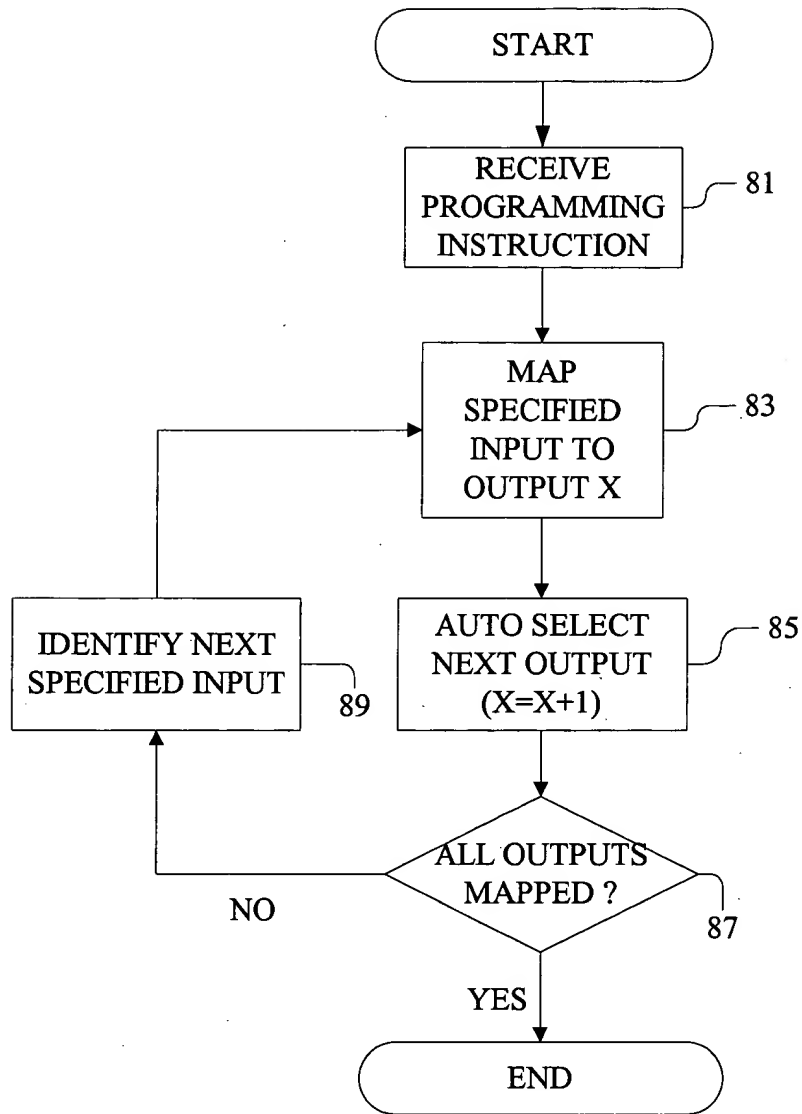 START
RECEIVE
PROGRAMMING
INSTRUCTION
81
MAP
SPECIFIED
INPUT TO
OUTPUT X
83
AUTO SELECT
NEXT OUTPUT
(X=X+1)
85
IDENTIFY NEXT
SPECIFIED INPUT
89
ALL OUTPUTS
MAPPED ?
87
NO
YES
END